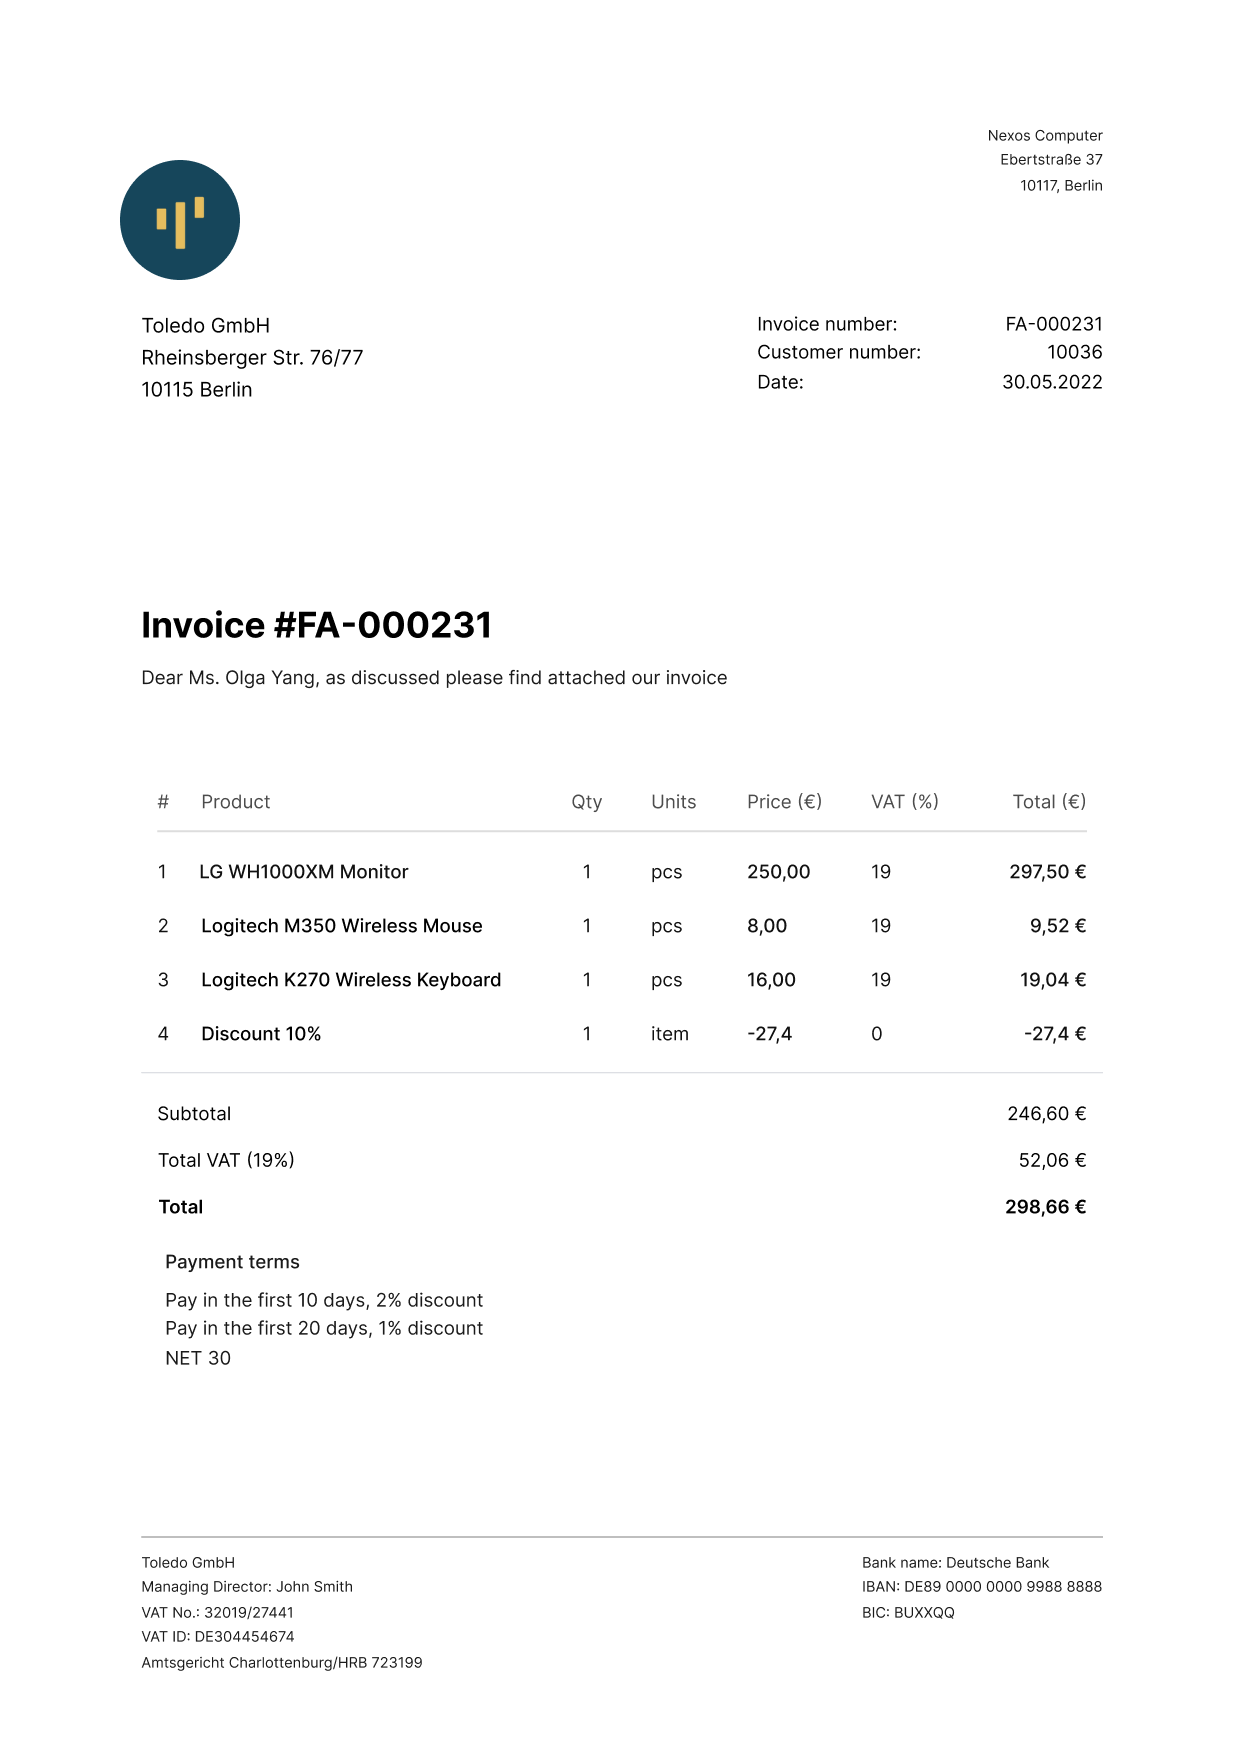 Nexos Computer
Ebertstraße 37
10117, Berlin
Toledo GmbH
Rheinsberger Str. 76/77
10115 Berlin
Invoice number: FA-000231
Customer number: 10036
Date: 30.05.2022
Invoice #FA-000231
Dear Ms. Olga Yang, as discussed please find attached our invoice
# Product Qty Units Price (€) VAT (%) Total (€)
1 LG WH1000XM Monitor 1 pcs 250,00 19 297,50 €
2 Logitech M350 Wireless Mouse 1 pcs 8,00 19 9,52 €
3 Logitech K270 Wireless Keyboard 1 pcs 16,00 19 19,04 €
4 Discount 10% 1 item -27,4 0 -27,4 €
Subtotal 246,60 €
Total VAT (19%) 52,06 €
Total 298,66 €
Payment terms
Pay in the first 10 days, 2% discount
Pay in the first 20 days, 1% discount
NET 30
Toledo GmbH
Managing Director: John Smith
VAT No.: 32019/27441
VAT ID: DE304454674
Amtsgericht Charlottenburg/HRB 723199
Bank name: Deutsche Bank
IBAN: DE89 0000 0000 9988 8888
BIC: BUXXQQ